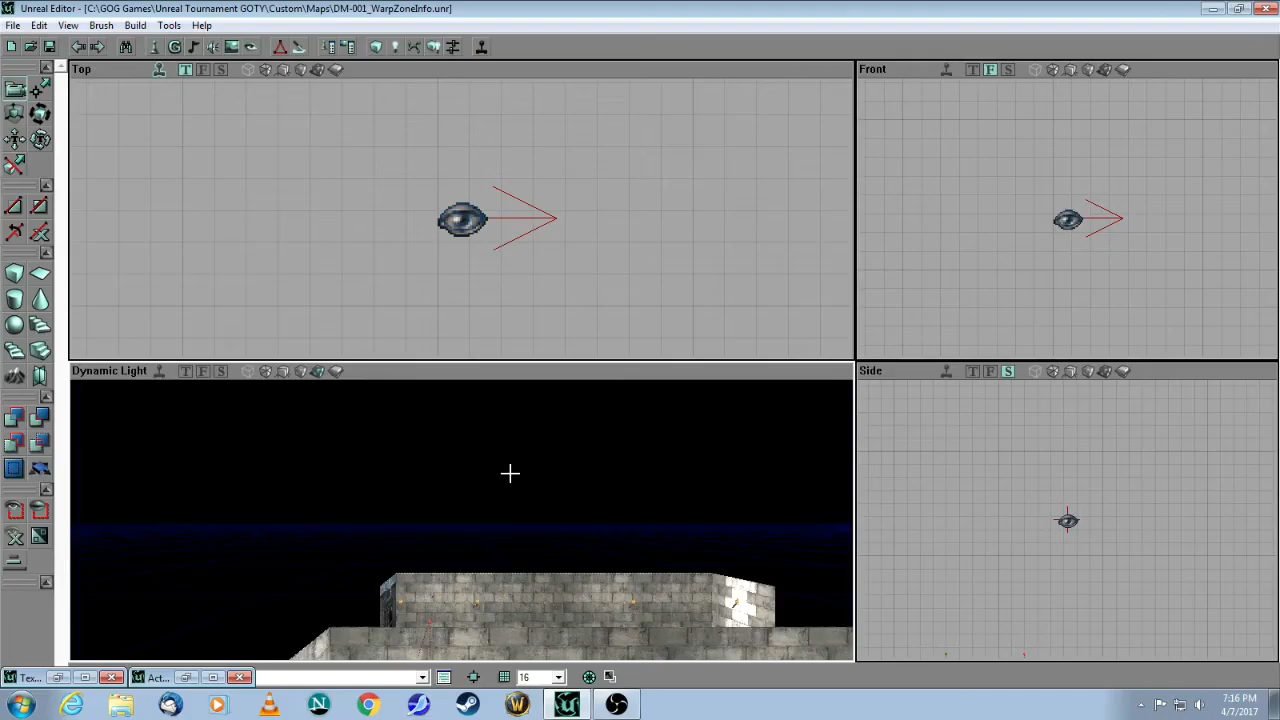 Unreal Editor - [C:\GOG Games\Unreal Tournament GOTY\Custom\Maps\DM-001_WarpZoneInfo.unr]
File Edit View Brush Build Tools Help
Top T F S
Front T F S
Dynamic Light T F S
Side T F S
Tex... Act... 16
7:16 PM
4/7/2017